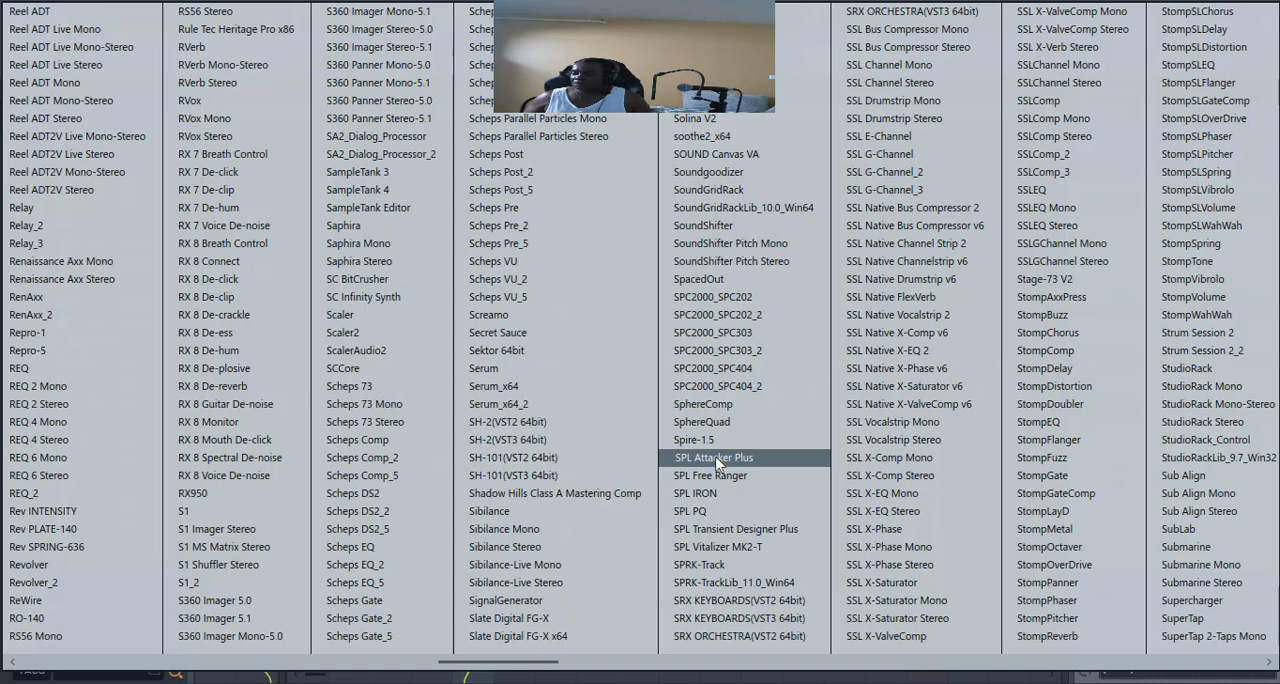 Reel ADT
Reel ADT Live Mono
Reel ADT Live Mono-Stereo
Reel ADT Live Stereo
Reel ADT Mono
Reel ADT Mono-Stereo
Reel ADT Stereo
Reel ADT2V Live Mono-Stereo
Reel ADT2V Live Stereo
Reel ADT2V Mono-Stereo
Reel ADT2V Stereo
Relay
Relay_2
Relay_3
Renaissance Axx Mono
Renaissance Axx Stereo
RenAxx
RenAxx_2
Repro-1
Repro-5
REQ
REQ 2 Mono
REQ 2 Stereo
REQ 4 Mono
REQ 4 Stereo
REQ 6 Mono
REQ 6 Stereo
REQ_2
Rev INTENSITY
Rev PLATE-140
Rev SPRING-636
Revolver
Revolver_2
ReWire
RO-140
RS56 Mono
RS56 Stereo
Rule Tec Heritage Pro x86
RVerb
RVerb Mono-Stereo
RVerb Stereo
RVox
RVox Mono
RVox Stereo
RX 7 Breath Control
RX 7 De-click
RX 7 De-clip
RX 7 De-hum
RX 7 Voice De-noise
RX 8 Breath Control
RX 8 Connect
RX 8 De-click
RX 8 De-clip
RX 8 De-crackle
RX 8 De-ess
RX 8 De-hum
RX 8 De-plosive
RX 8 De-reverb
RX 8 Guitar De-noise
RX 8 Monitor
RX 8 Mouth De-click
RX 8 Spectral De-noise
RX 8 Voice De-noise
RX950
S1
S1 Imager Stereo
S1 MS Matrix Stereo
S1 Shuffler Stereo
S1_2
S360 Imager 5.0
S360 Imager 5.1
S360 Imager Mono-5.0
S360 Imager Mono-5.1
S360 Imager Stereo-5.0
S360 Imager Stereo-5.1
S360 Panner Mono-5.0
S360 Panner Mono-5.1
S360 Panner Stereo-5.0
S360 Panner Stereo-5.1
SA2_Dialog_Processor
SA2_Dialog_Processor_2
SampleTank 3
SampleTank 4
SampleTank Editor
Saphira
Saphira Mono
Saphira Stereo
SC BitCrusher
SC Infinity Synth
Scaler
Scaler2
ScalerAudio2
SCCore
Scheps 73
Scheps 73 Mono
Scheps 73 Stereo
Scheps Comp
Scheps Comp_2
Scheps Comp_5
Scheps DS2
Scheps DS2_2
Scheps DS2_5
Scheps EQ
Scheps EQ_2
Scheps EQ_5
Scheps Gate
Scheps Gate_2
Scheps Gate_5
Scheps Parallel Particles Mono
Scheps Parallel Particles Stereo
Scheps Post
Scheps Post_2
Scheps Post_5
Scheps Pre
Scheps Pre_2
Scheps Pre_5
Scheps VU
Scheps VU_2
Scheps VU_5
Screamo
Secret Sauce
Sektor 64bit
Serum
Serum_x64
Serum_x64_2
SH-2(VST2 64bit)
SH-2(VST3 64bit)
SH-101(VST2 64bit)
SH-101(VST3 64bit)
Shadow Hills Class A Mastering Comp
Sibilance
Sibilance Mono
Sibilance Stereo
Sibilance-Live Mono
Sibilance-Live Stereo
SignalGenerator
Slate Digital FG-X
Slate Digital FG-X x64
Solina V2
soothe2_x64
SOUND Canvas VA
Soundgoodizer
SoundGridRack
SoundGridRackLib_10.0_Win64
SoundShifter
SoundShifter Pitch Mono
SoundShifter Pitch Stereo
SpacedOut
SPC2000_SPC202
SPC2000_SPC202_2
SPC2000_SPC303
SPC2000_SPC303_2
SPC2000_SPC404
SPC2000_SPC404_2
SphereComp
SphereQuad
Spire-1.5
SPL Attacker Plus
SPL Free Ranger
SPL IRON
SPL PQ
SPL Transient Designer Plus
SPL Vitalizer MK2-T
SPRK-Track
SPRK-TrackLib_11.0_Win64
SRX KEYBOARDS(VST2 64bit)
SRX KEYBOARDS(VST3 64bit)
SRX ORCHESTRA(VST2 64bit)
SRX ORCHESTRA(VST3 64bit)
SSL Bus Compressor Mono
SSL Bus Compressor Stereo
SSL Channel Mono
SSL Channel Stereo
SSL Drumstrip Mono
SSL Drumstrip Stereo
SSL E-Channel
SSL G-Channel
SSL G-Channel_2
SSL G-Channel_3
SSL Native Bus Compressor 2
SSL Native Bus Compressor v6
SSL Native Channel Strip 2
SSL Native Channelstrip v6
SSL Native Drumstrip v6
SSL Native FlexVerb
SSL Native Vocalstrip 2
SSL Native X-Comp v6
SSL Native X-EQ 2
SSL Native X-Phase v6
SSL Native X-Saturator v6
SSL Native X-ValveComp v6
SSL Vocalstrip Mono
SSL Vocalstrip Stereo
SSL X-Comp Mono
SSL X-Comp Stereo
SSL X-EQ Mono
SSL X-EQ Stereo
SSL X-Phase
SSL X-Phase Mono
SSL X-Phase Stereo
SSL X-Saturator
SSL X-Saturator Mono
SSL X-Saturator Stereo
SSL X-ValveComp
SSL X-ValveComp Mono
SSL X-ValveComp Stereo
SSL X-Verb Stereo
SSLChannel Mono
SSLChannel Stereo
SSLComp
SSLComp Mono
SSLComp Stereo
SSLComp_2
SSLComp_3
SSLEQ
SSLEQ Mono
SSLEQ Stereo
SSLGChannel Mono
SSLGChannel Stereo
Stage-73 V2
StompAxxPress
StompBuzz
StompChorus
StompComp
StompDelay
StompDistortion
StompDoubler
StompEQ
StompFlanger
StompFuzz
StompGate
StompGateComp
StompLayD
StompMetal
StompOctaver
StompOverDrive
StompPanner
StompPhaser
StompReverb
StompSLChorus
StompSLDelay
StompSLDistortion
StompSLEQ
StompSLFlanger
StompSLGateComp
StompSLOverDrive
StompSLPhaser
StompSLPitcher
StompSLSpring
StompSLVibrolo
StompSLVolume
StompSLWahWah
StompSpring
StompTone
StompVibrolo
StompVolume
StompWahWah
Strum Session 2
Strum Session 2_2
StudioRack
StudioRack Mono
StudioRack Mono-Stereo
StudioRack Stereo
StudioRack_Control
StudioRackLib_9.7_Win32
Sub Align
Sub Align Mono
Sub Align Stereo
SubLab
Submarine
Submarine Mono
Submarine Stereo
Supercharger
SuperTap
SuperTap 2-Taps Mono